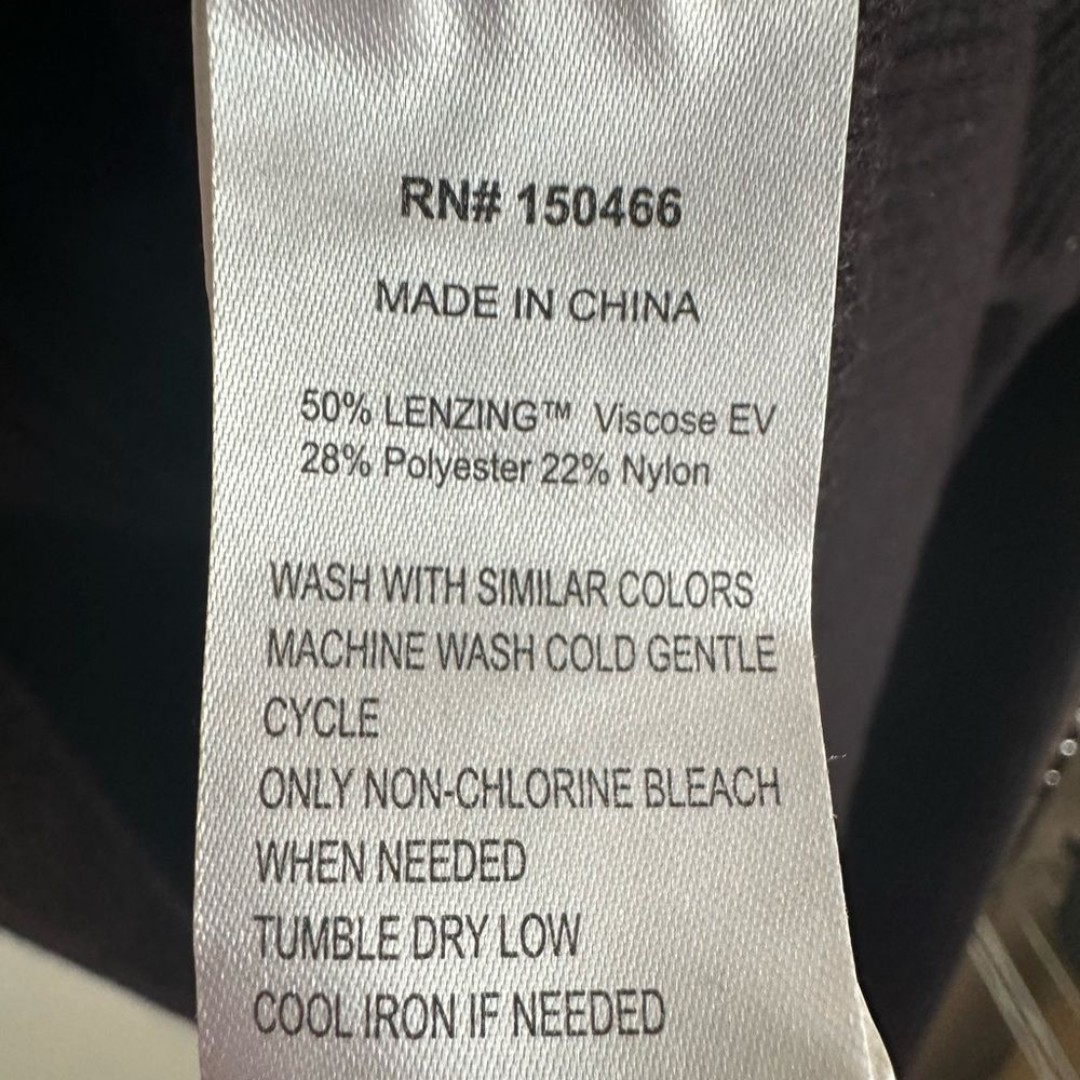 RN# 150466
MADE IN CHINA
50% LENZING™ Viscose EV
28% Polyester 22% Nylon
WASH WITH SIMILAR COLORS
MACHINE WASH COLD GENTLE
CYCLE
ONLY NON-CHLORINE BLEACH
WHEN NEEDED
TUMBLE DRY LOW
COOL IRON IF NEEDED